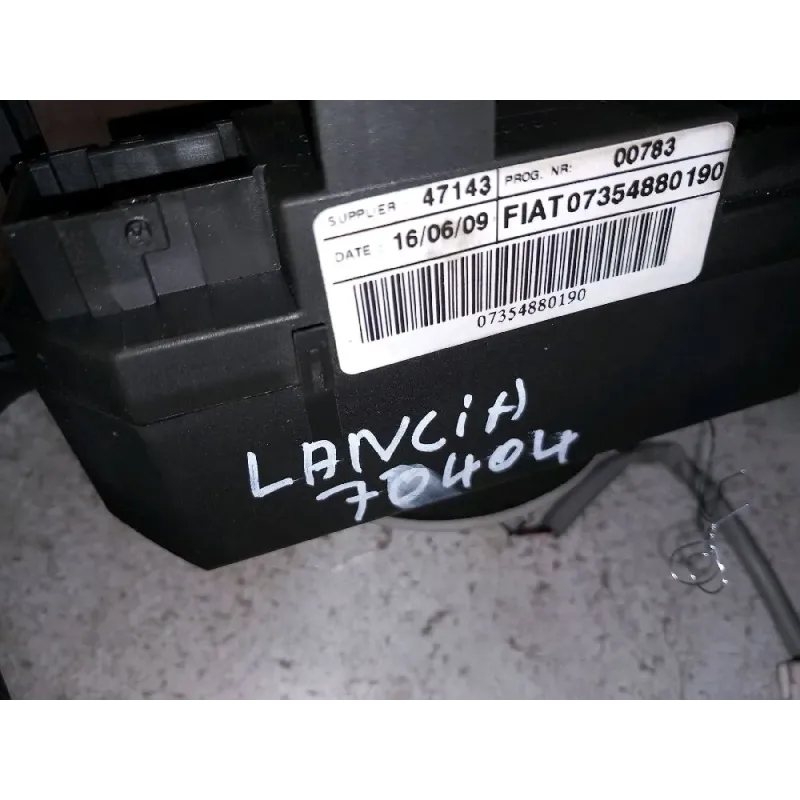 SUPPLIER : 47143 PROG. NR: 00783
DATE : 16/06/09 FIAT07354880190
07354880190
LANCiA
70404